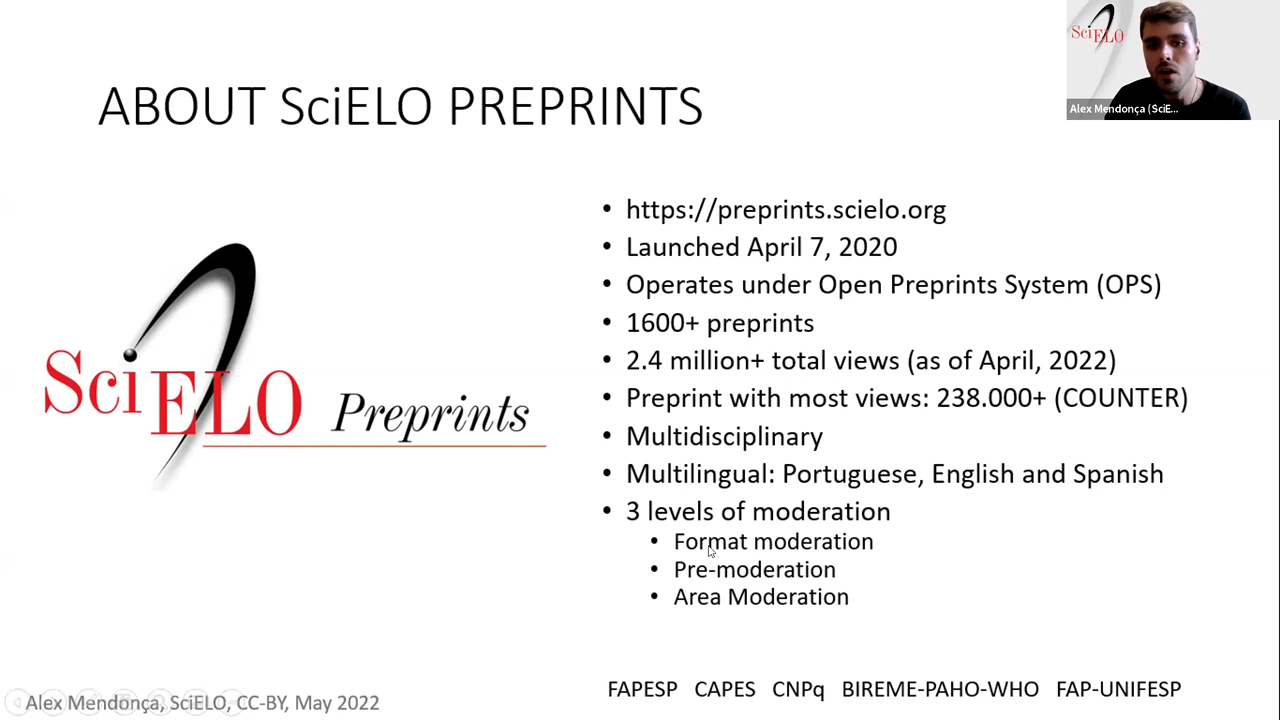 SciELO
Alex Mendonça (SciE...
ABOUT SciELO PREPRINTS
SciELO Preprints
• https://preprints.scielo.org
• Launched April 7, 2020
• Operates under Open Preprints System (OPS)
• 1600+ preprints
• 2.4 million+ total views (as of April, 2022)
• Preprint with most views: 238.000+ (COUNTER)
• Multidisciplinary
• Multilingual: Portuguese, English and Spanish
• 3 levels of moderation
• Format moderation
• Pre-moderation
• Area Moderation
FAPESP CAPES CNPq BIREME-PAHO-WHO FAP-UNIFESP
Alex Mendonça, SciELO, CC-BY, May 2022